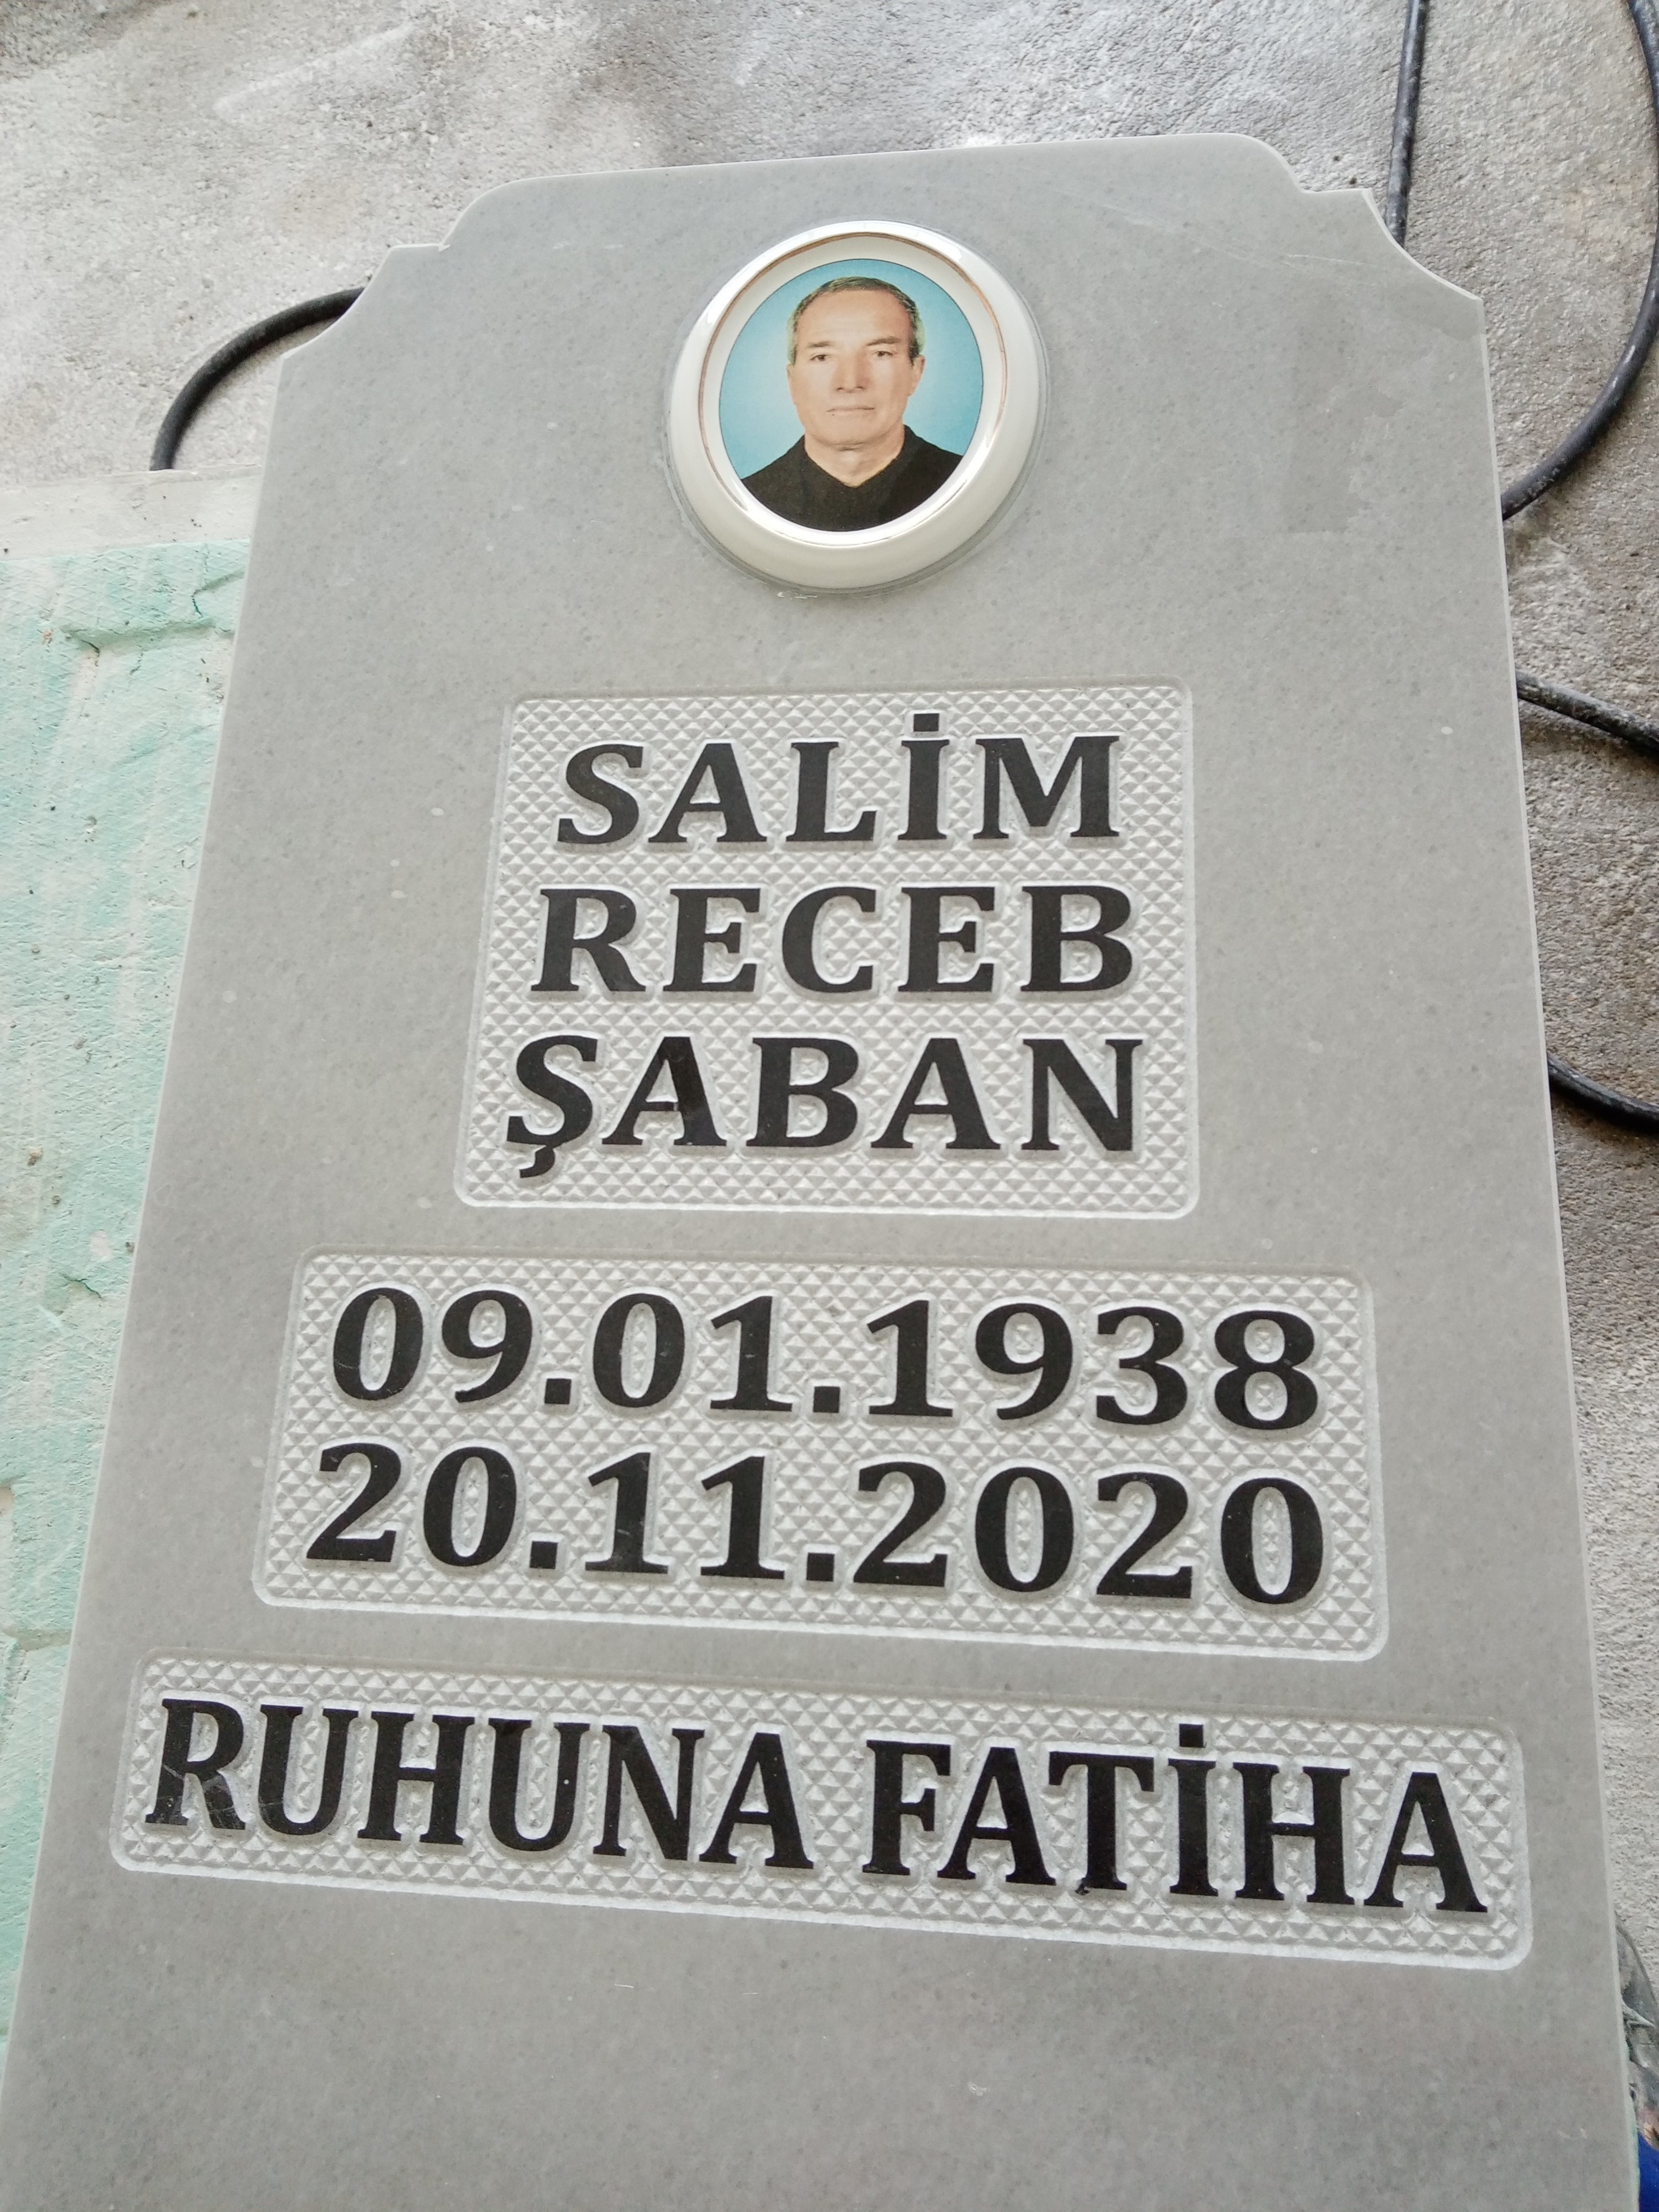 SALİM
RECEB
ŞABAN
09.01.1938
20.11.2020
RUHUNA FATİHA